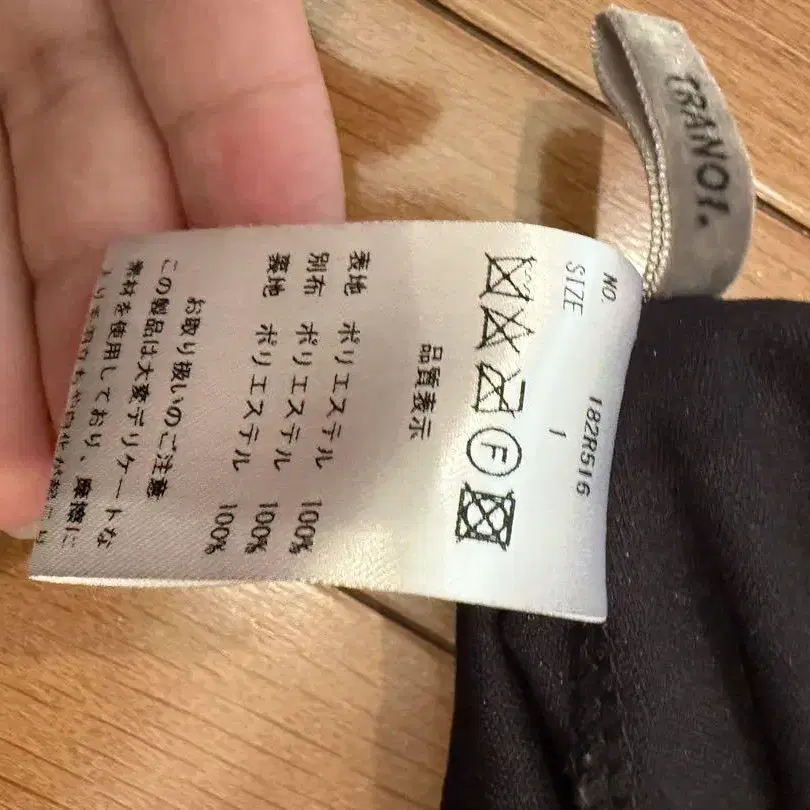 TRANOI.
NO. 182R516
SIZE 1
F
品質表示
表地 ポリエステル 100%
別布 ポリエステル 100%
裏地 ポリエステル 100%
お取り扱いのご注意
この製品は大変デリケートな
素材を使用しており、摩擦に